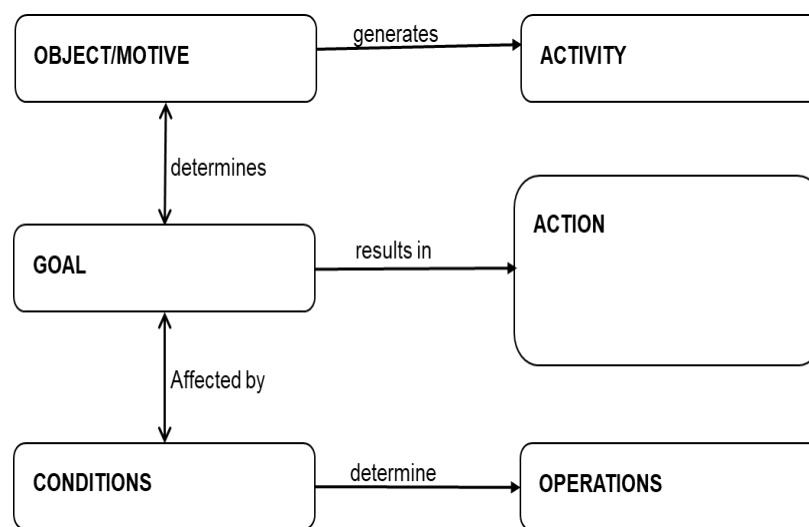 OBJECT/MOTIVE
generates
ACTIVITY
determines
GOAL
results in
ACTION
Affected by
CONDITIONS
determine
OPERATIONS